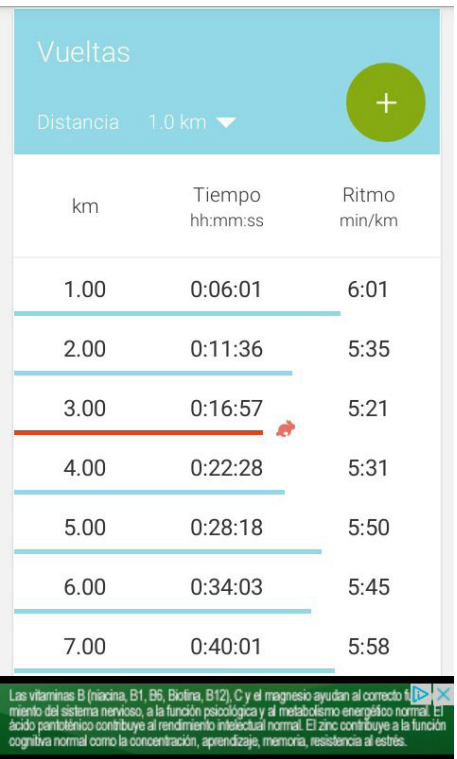 Vueltas
+
Distancia 1.0 km
km Tiempo hh:mm:ss Ritmo min/km
1.00 0:06:01 6:01
2.00 0:11:36 5:35
3.00 0:16:57 5:21
4.00 0:22:28 5:31
5.00 0:28:18 5:50
6.00 0:34:03 5:45
7.00 0:40:01 5:58
Las vitaminas B (niacina, B1, B6, Biotina, B12), C y el magnesio ayudan al correcto
miento del sistema nervioso, a la función psicológica y al metabolismo energético normal. El
ácido pantoténico contribuye al rendimiento intelectual normal. El zinc contribuye a la función
cognitiva normal como la concentración, aprendizaje, memoria, resistencia al estrés.